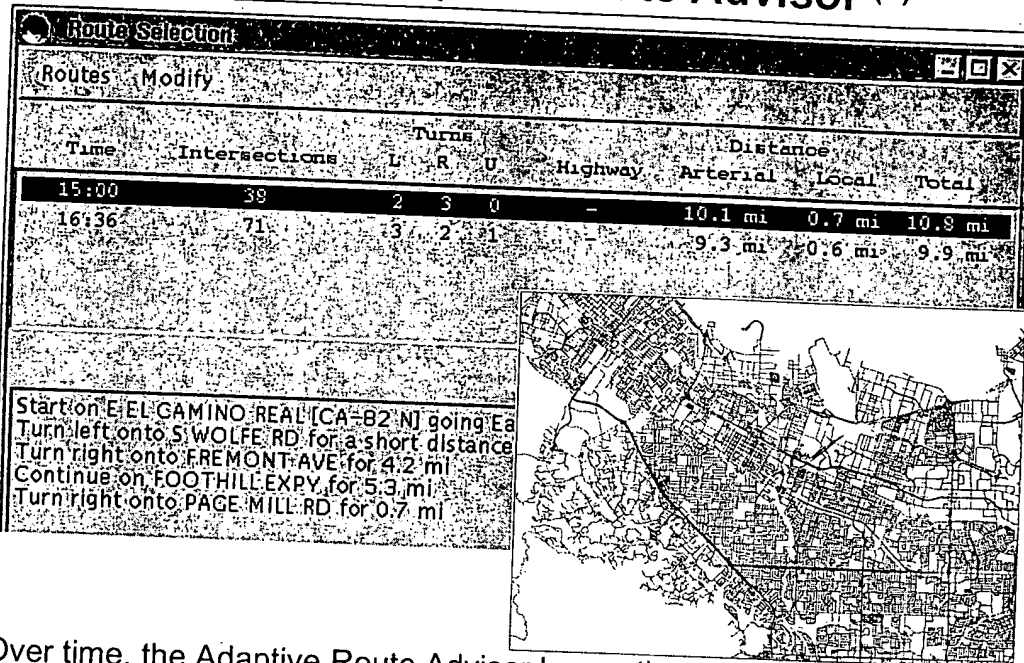 Route Advisor
Route Selection
Routes Modify
Turns Distance
Time Intersections L R U Highway Arterial Local Total
15:00 38 2 3 0 – 10.1 mi 0.7 mi 10.8 mi
16:36 71 3 2 1 – 9.3 mi 0.6 mi 9.9 mi
Start on E EL CAMINO REAL [CA-82 N] going Ea
Turn left onto S WOLFE RD for a short distance
Turn right onto FREMONT AVE for 4.2 mi
Continue on FOOTHILL EXPY for 5.3 mi
Turn right onto PAGE MILL RD for 0.7 mi
Over time, the Adaptive Route Advisor